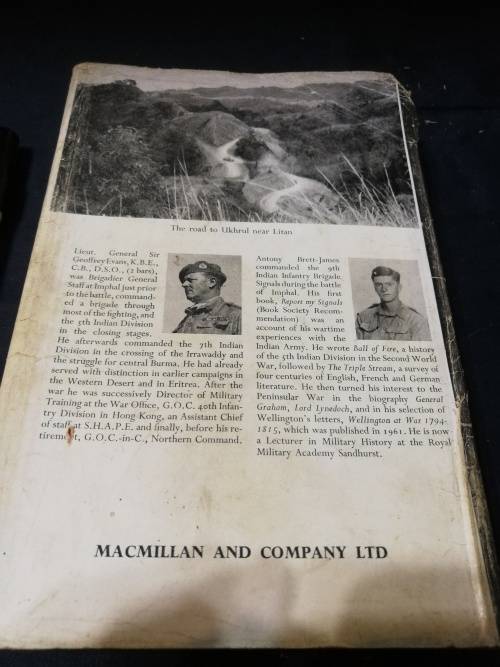 The road to Ukhrul near Litan
Lieut. General Sir
Geoffrey Evans, K.B.E.,
C.B., D.S.O., (2 bars),
was Brigadier General
Staff at Imphal just prior
to the battle, command-
ed a brigade through
most of the fighting, and
the 5th Indian Division
in the closing stages.
He afterwards commanded the 7th Indian
Division in the crossing of the Irrawaddy and
the struggle for central Burma. He had already
served with distinction in earlier campaigns in
the Western Desert and in Eritrea. After the
war he was successively Director of Military
Training at the War Office, G.O.C. 40th Infan-
try Division in Hong Kong, an Assistant Chief
of staff at S.H.A.P.E. and finally, before his re-
tirement, G.O.C.-in-C., Northern Command.
Antony Brett-James
commanded the 9th
Indian Infantry Brigade
Signals during the battle
of Imphal. His first
book, Report my Signals
(Book Society Recom-
mendation) was an
account of his wartime
experiences with the
Indian Army. He wrote Ball of Fire, a history
of the 5th Indian Division in the Second World
War, followed by The Triple Stream, a survey of
four centuries of English, French and German
literature. He then turned his interest to the
Peninsular War in the biography General
Graham, Lord Lynedoch, and in his selection of
Wellington's letters, Wellington at War 1794-
1815, which was published in 1961. He is now
a Lecturer in Military History at the Royal
Military Academy Sandhurst.
MACMILLAN AND COMPANY LTD